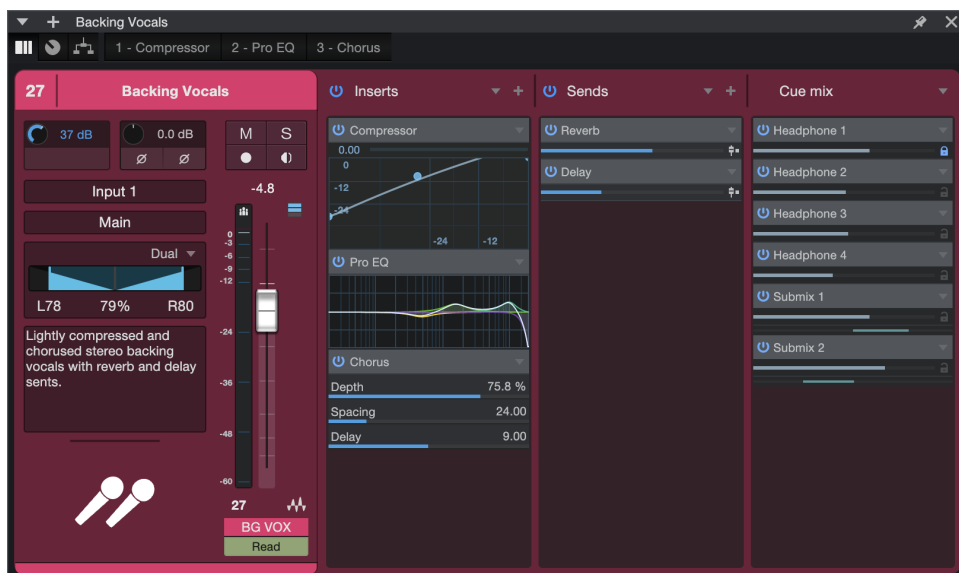 Backing Vocals
1 - Compressor
2 - Pro EQ
3 - Chorus
27
Backing Vocals
37 dB
0.0 dB
ø ø
M S
Input 1
Main
-4.8
Dual
L78 79% R80
Lightly compressed and
chorused stereo backing
vocals with reverb and delay
sents.
0
-3
-6
-9
-12
-24
-36
-48
-60
27
BG VOX
Read
Inserts
Compressor
0.00
0
-12
-24
-24 -12
Pro EQ
Chorus
Depth 75.8 %
Spacing 24.00
Delay 9.00
Sends
Reverb
Delay
Cue mix
Headphone 1
Headphone 2
Headphone 3
Headphone 4
Submix 1
Submix 2